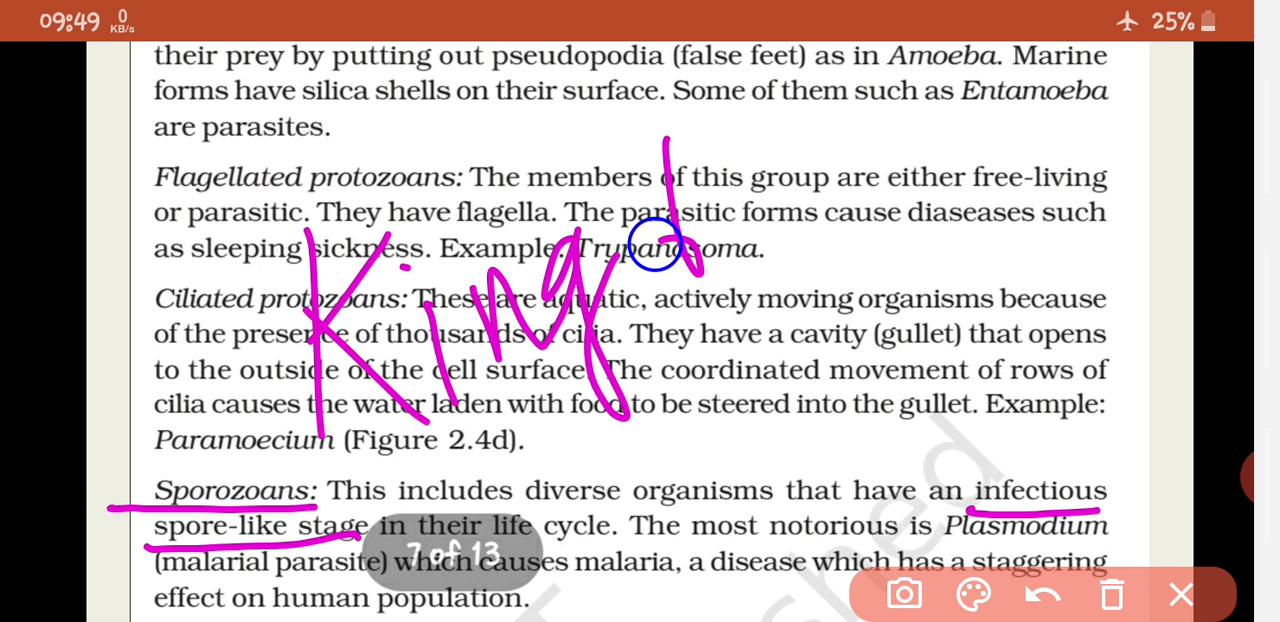 09:49 0 KB/s 25%
their prey by putting out pseudopodia (false feet) as in Amoeba. Marine
forms have silica shells on their surface. Some of them such as Entamoeba
are parasites.
Flagellated protozoans: The members of this group are either free-living
or parasitic. They have flagella. The parasitic forms cause diaseases such
as sleeping sickness. Example: Trypanosoma.
Kingd
Ciliated protozoans: These are aquatic, actively moving organisms because
of the presence of thousands of cilia. They have a cavity (gullet) that opens
to the outside of the cell surface. The coordinated movement of rows of
cilia causes the water laden with food to be steered into the gullet. Example:
Paramoecium (Figure 2.4d).
Sporozoans: This includes diverse organisms that have an infectious
spore-like stage in their life cycle. The most notorious is Plasmodium
7 of 13
(malarial parasite) which causes malaria, a disease which has a staggering
effect on human population.